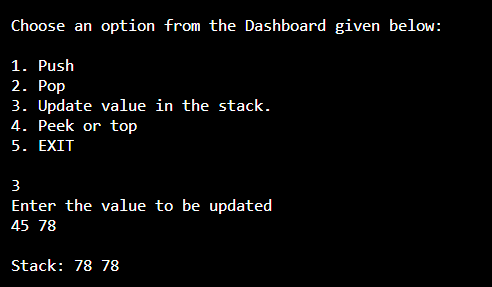 Choose an option from the Dashboard given below:
1. Push
2. Pop
3. Update value in the stack.
4. Peek or top
5. EXIT
3
Enter the value to be updated
45 78
Stack: 78 78